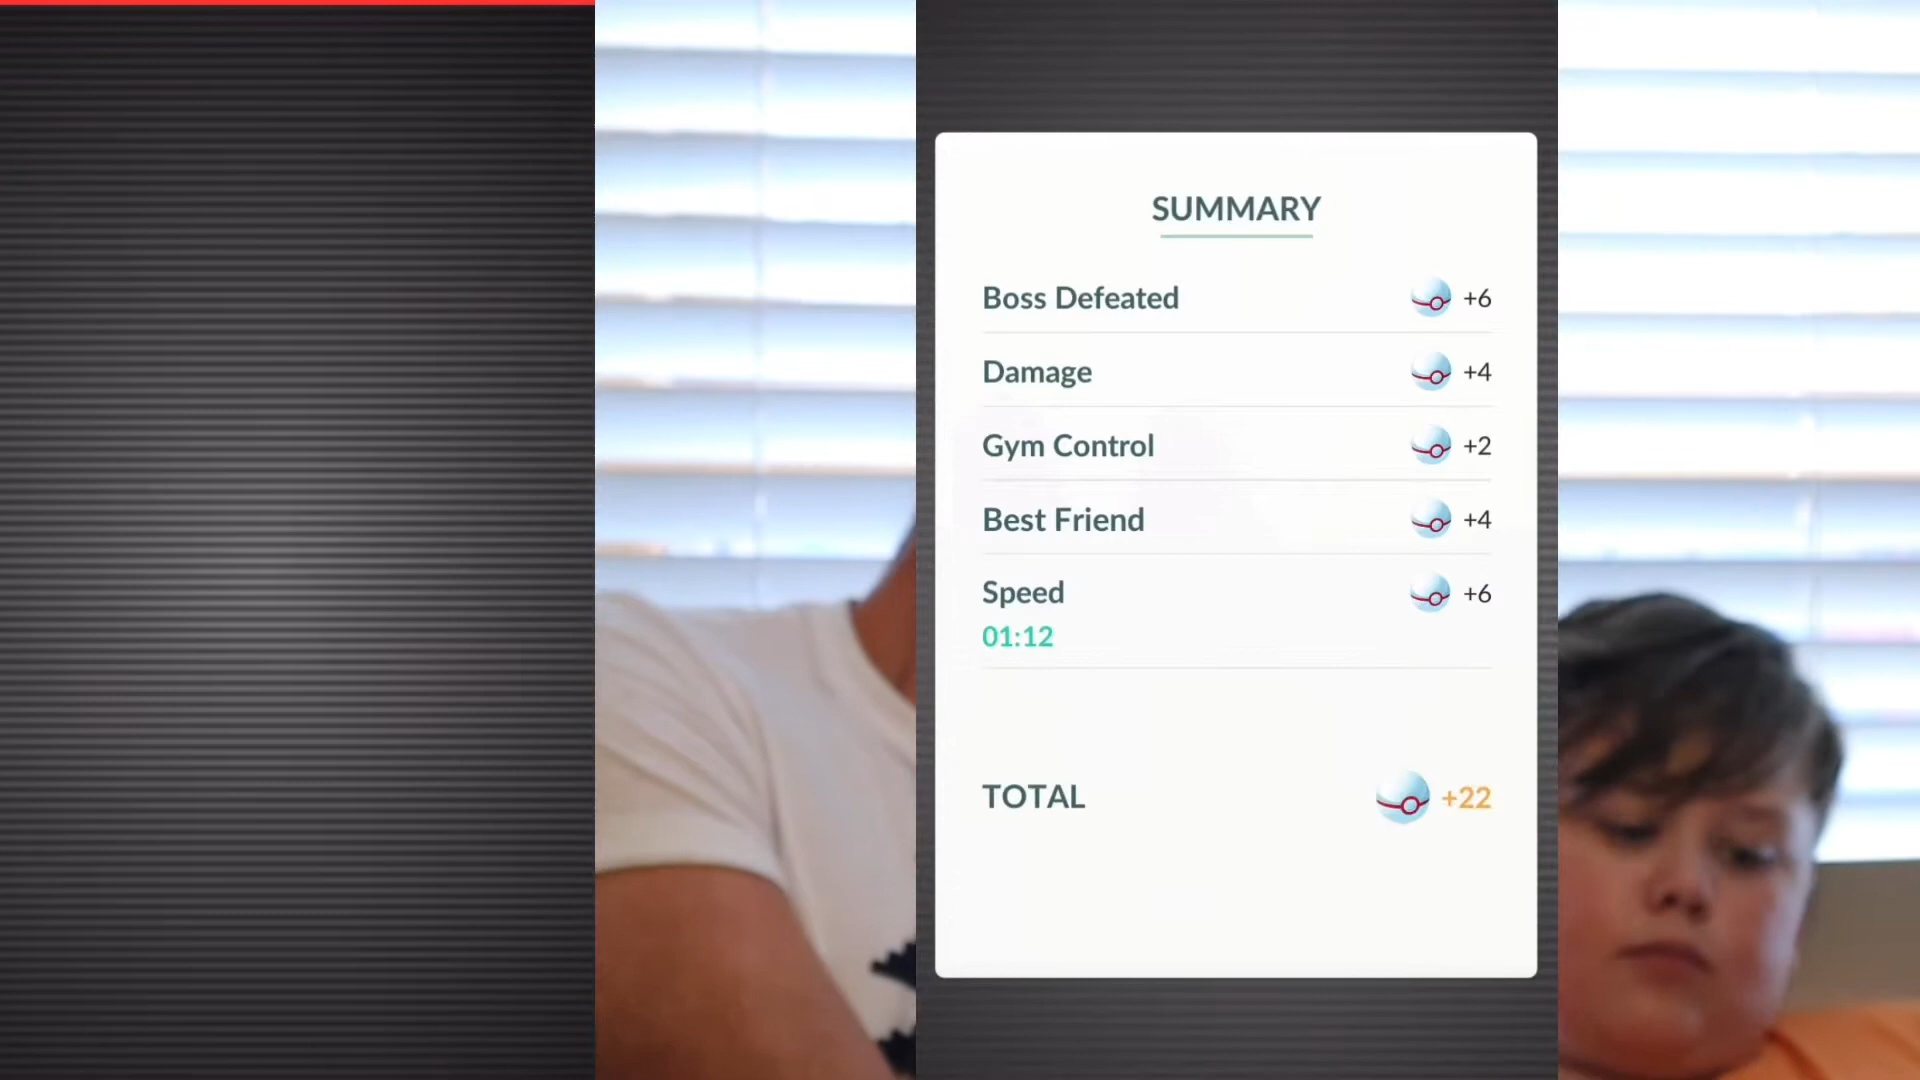 SUMMARY
Boss Defeated +6
Damage +4
Gym Control +2
Best Friend +4
Speed +6
01:12
TOTAL +22